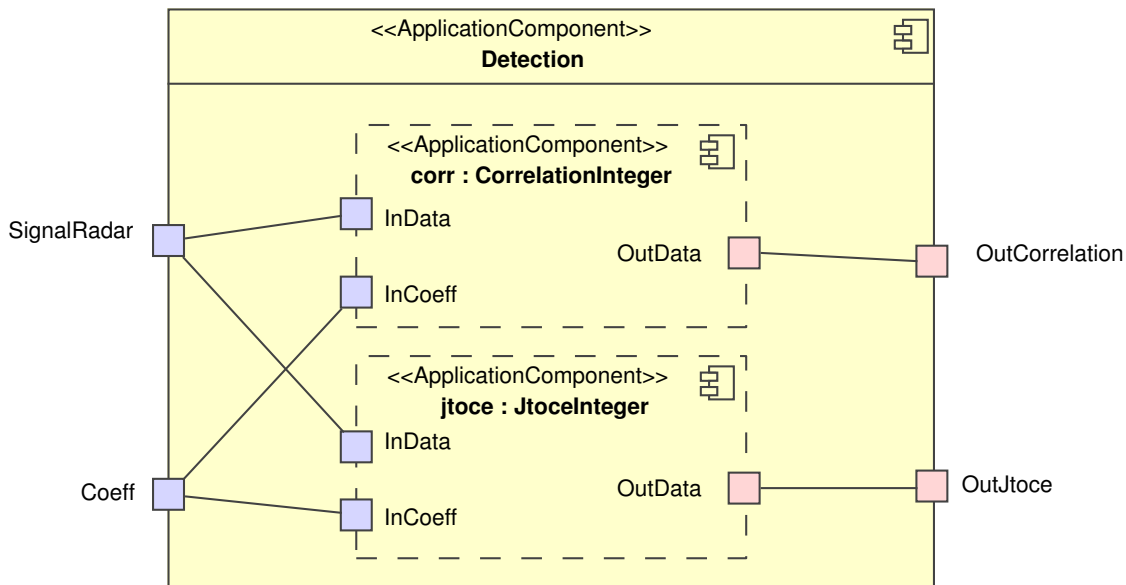 <<ApplicationComponent>>
Detection
<<ApplicationComponent>>
corr : CorrelationInteger
InData
SignalRadar
OutData
OutCorrelation
InCoeff
<<ApplicationComponent>>
jtoce : JtoceInteger
InData
Coeff
OutData
OutJtoce
InCoeff